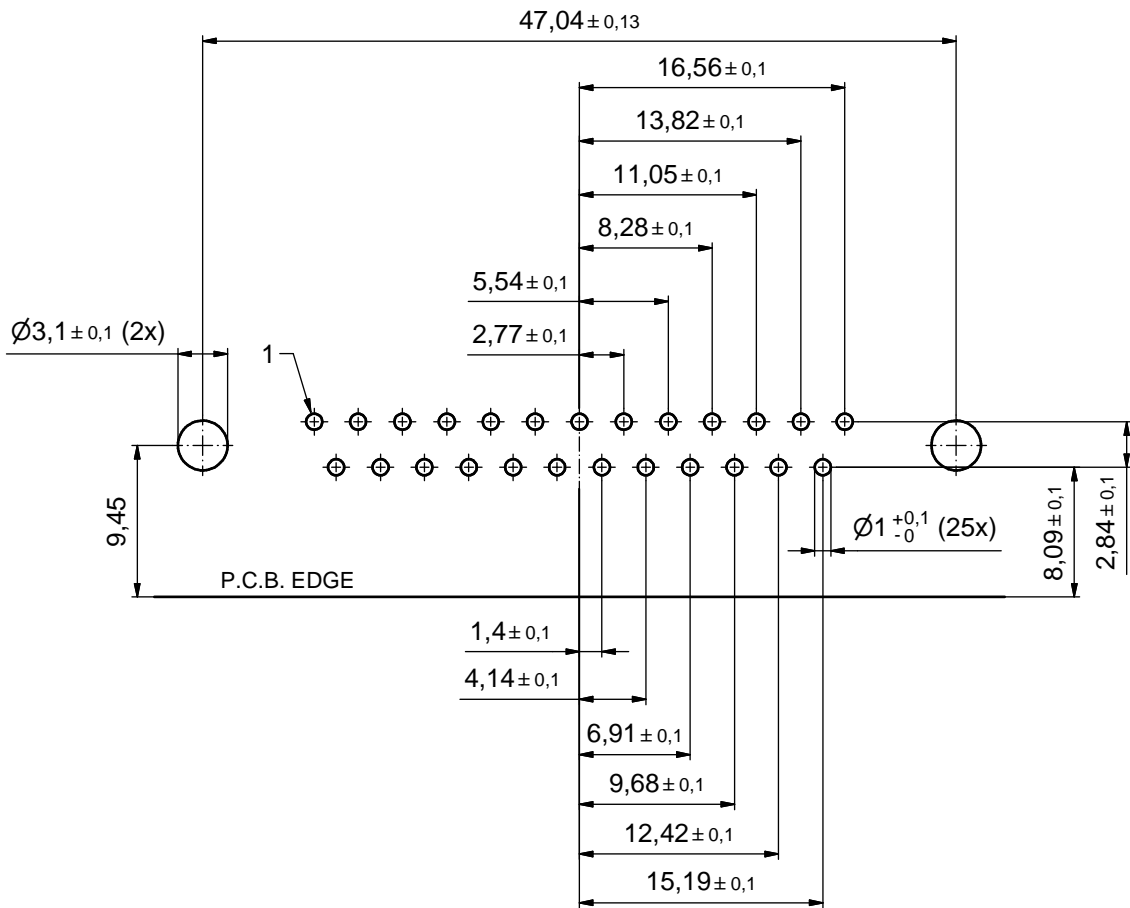 47,04 ± 0,13
16,56 ± 0,1
13,82 ± 0,1
11,05 ± 0,1
8,28 ± 0,1
5,54 ± 0,1
Ø3,1 ± 0,1 (2x)
2,77 ± 0,1
1
9,45
Ø1 +0,1 -0 (25x)
8,09 ± 0,1
2,84 ± 0,1
P.C.B. EDGE
1,4 ± 0,1
4,14 ± 0,1
6,91 ± 0,1
9,68 ± 0,1
12,42 ± 0,1
15,19 ± 0,1